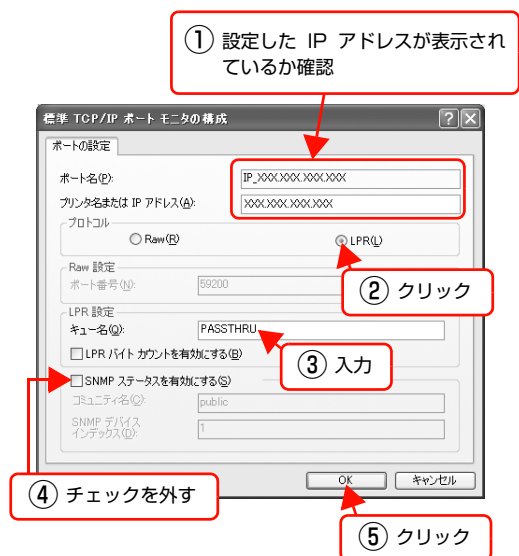 ① 設定した IP アドレスが表示され
ているか確認
標準 TCP/IP ポート モニタの構成
ポートの設定
ポート名(P):
IP_XXX.XXX.XXX.XXX
プリンタ名または IP アドレス(A):
XXX.XXX.XXX.XXX
プロトコル
Raw(R)
LPR(L)
Raw 設定
ポート番号(N):
59200
② クリック
LPR 設定
キュー名(Q):
PASSTHRU
LPR バイト カウントを有効にする(B)
③ 入力
SNMP ステータスを有効にする(S)
コミュニティ名(C):
public
SNMP デバイス
インデックス(D):
1
OK
キャンセル
④ チェックを外す
⑤ クリック